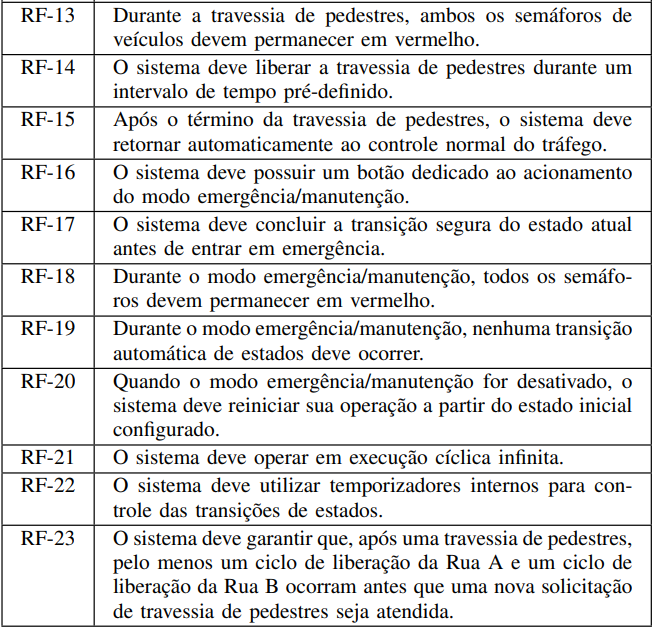 RF-13 Durante a travessia de pedestres, ambos os semáforos de
veículos devem permanecer em vermelho.
RF-14 O sistema deve liberar a travessia de pedestres durante um
intervalo de tempo pré-definido.
RF-15 Após o término da travessia de pedestres, o sistema deve
retornar automaticamente ao controle normal do tráfego.
RF-16 O sistema deve possuir um botão dedicado ao acionamento
do modo emergência/manutenção.
RF-17 O sistema deve concluir a transição segura do estado atual
antes de entrar em emergência.
RF-18 Durante o modo emergência/manutenção, todos os semáfo-
ros devem permanecer em vermelho.
RF-19 Durante o modo emergência/manutenção, nenhuma transição
automática de estados deve ocorrer.
RF-20 Quando o modo emergência/manutenção for desativado, o
sistema deve reiniciar sua operação a partir do estado inicial
configurado.
RF-21 O sistema deve operar em execução cíclica infinita.
RF-22 O sistema deve utilizar temporizadores internos para con-
trole das transições de estados.
RF-23 O sistema deve garantir que, após uma travessia de pedestres,
pelo menos um ciclo de liberação da Rua A e um ciclo de
liberação da Rua B ocorram antes que uma nova solicitação
de travessia de pedestres seja atendida.